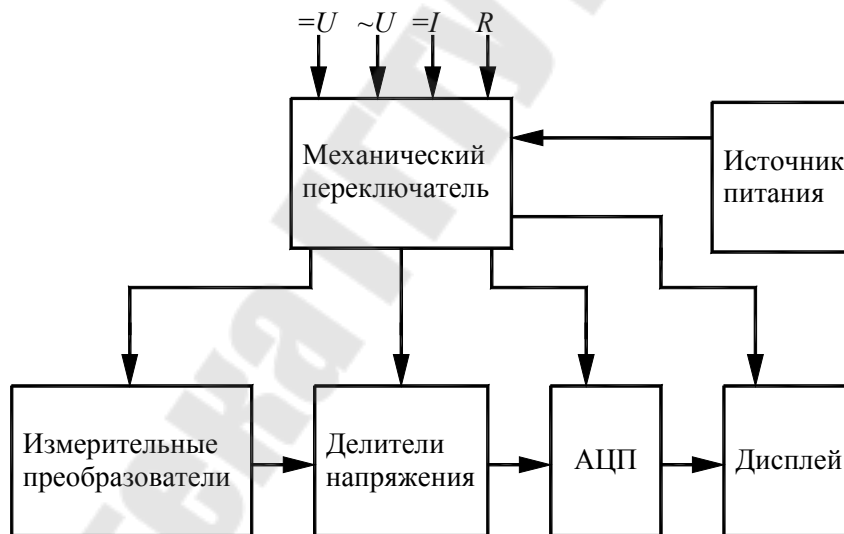 =U ~U =I R
Механический
переключатель
Источник
питания
Измерительные
преобразователи
Делители
напряжения
АЦП
Дисплей